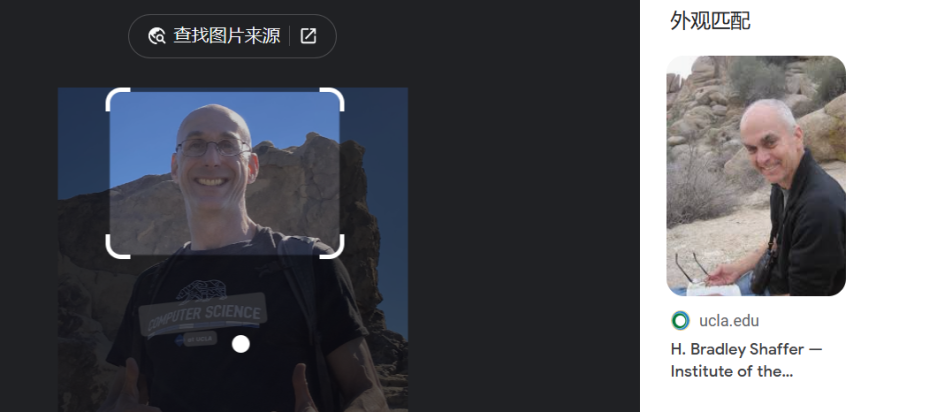 查找图片来源
COMPUTER SCIENCE
AT UCLA
外观匹配
ucla.edu
H. Bradley Shaffer —
Institute of the...